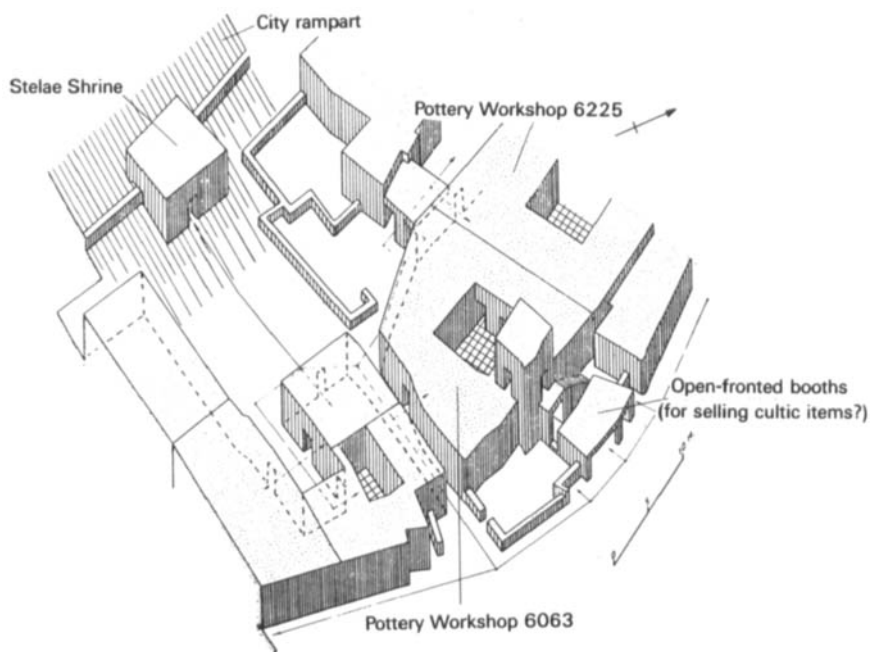 City rampart
Stelae Shrine
Pottery Workshop 6225
Open-fronted booths
(for selling cultic items?)
Pottery Workshop 6063